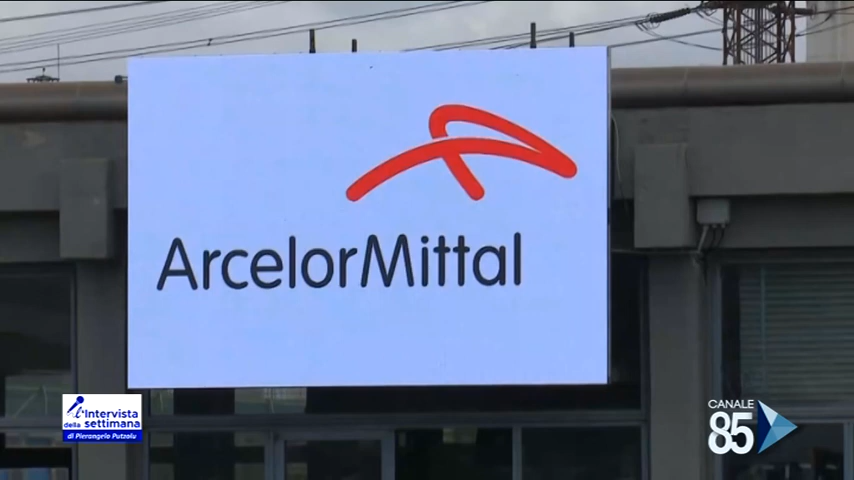 ArcelorMittal
l'Intervista
della settimana
di Pierangelo Putzolu
CANALE
85